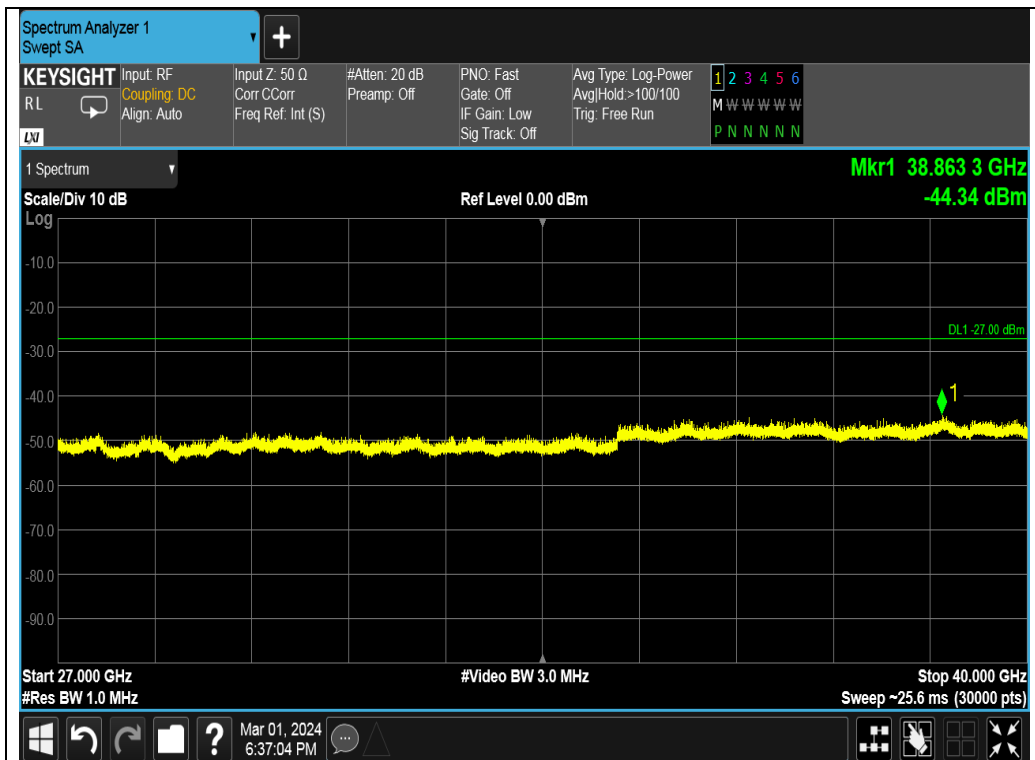 Spectrum Analyzer 1
Swept SA
+
KEYSIGHT Input: RF Input Z: 50 Ω #Atten: 20 dB PNO: Fast Avg Type: Log-Power 1 2 3 4 5 6
RL Coupling: DC Corr CCorr Preamp: Off Gate: Off Avg|Hold:>100/100 M W W W W W
Align: Auto Freq Ref: Int (S) IF Gain: Low Trig: Free Run
LXI Sig Track: Off P N N N N N
1 Spectrum Mkr1 38.863 3 GHz
Scale/Div 10 dB Ref Level 0.00 dBm -44.34 dBm
Log
-10.0
-20.0
DL1 -27.00 dBm
-30.0
-40.0 1
-50.0
-60.0
-70.0
-80.0
-90.0
Start 27.000 GHz #Video BW 3.0 MHz Stop 40.000 GHz
#Res BW 1.0 MHz Sweep ~25.6 ms (30000 pts)
? Mar 01, 2024
6:37:04 PM